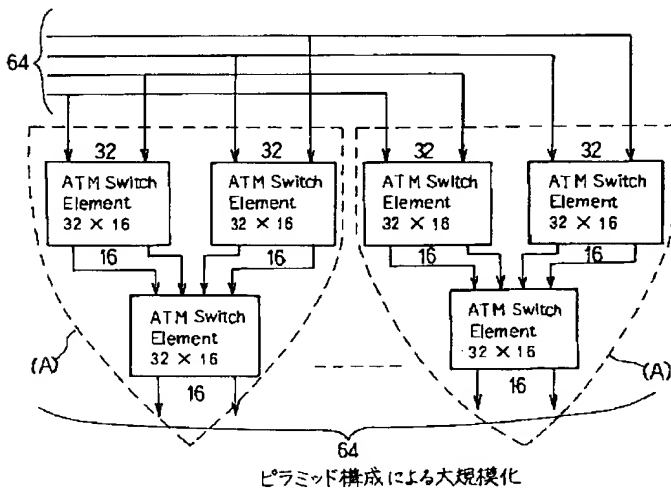 64
32
32
32
32
ATM Switch
Element
32 × 16
ATM Switch
Element
32 × 16
ATM Switch
Element
32 × 16
ATM Switch
Element
32 × 16
16
16
16
16
ATM Switch
Element
32 × 16
ATM Switch
Element
32 × 16
(A)
(A)
16
16
64
ピラミッド構成による大規模化